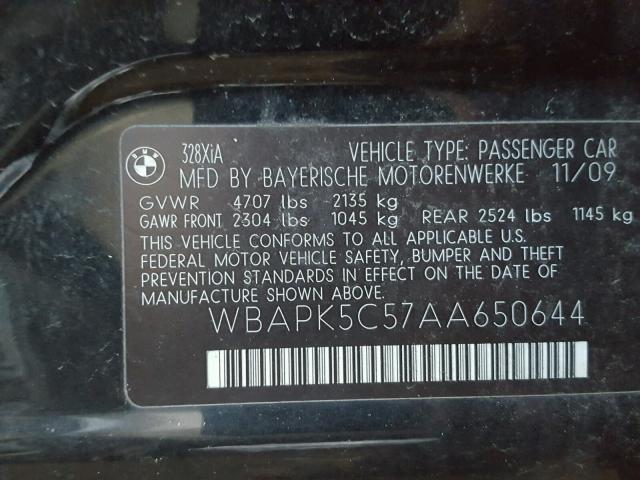 BMW
328XiA VEHICLE TYPE: PASSENGER CAR
MFD BY BAYERISCHE MOTORENWERKE 11/09
GVWR 4707 lbs 2135 kg
GAWR FRONT 2304 lbs 1045 kg REAR 2524 lbs 1145 kg
THIS VEHICLE CONFORMS TO ALL APPLICABLE U.S.
FEDERAL MOTOR VEHICLE SAFETY, BUMPER AND THEFT
PREVENTION STANDARDS IN EFFECT ON THE DATE OF
MANUFACTURE SHOWN ABOVE.
WBAPK5C57AA650644